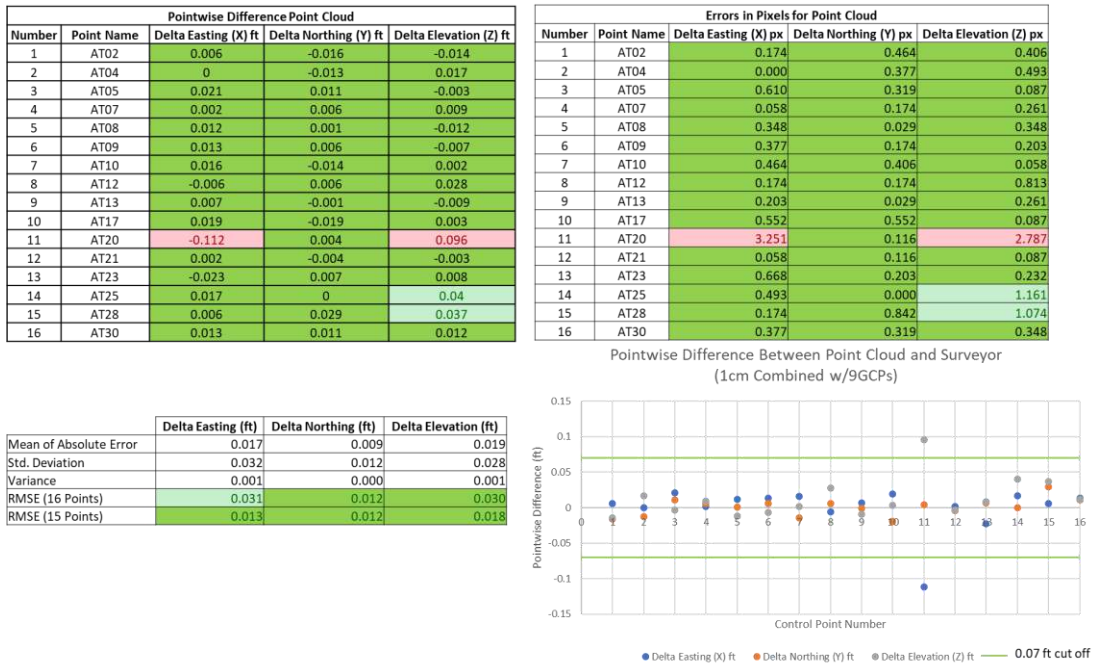 Pointwise Difference Point Cloud
Number Point Name Delta Easting (X) ft Delta Northing (Y) ft Delta Elevation (Z) ft
1 AT02 0.006 -0.016 -0.014
2 AT04 0 -0.013 0.017
3 AT05 0.021 0.011 -0.003
4 AT07 0.002 0.006 0.009
5 AT08 0.012 0.001 -0.012
6 AT09 0.013 0.006 -0.007
7 AT10 0.016 -0.014 0.002
8 AT12 -0.006 0.006 0.028
9 AT13 0.007 -0.001 -0.009
10 AT17 0.019 -0.019 0.003
11 AT20 -0.112 0.004 0.096
12 AT21 0.002 -0.004 -0.003
13 AT23 -0.023 0.007 0.008
14 AT25 0.017 0 0.04
15 AT28 0.006 0.029 0.037
16 AT30 0.013 0.011 0.012
Errors in Pixels for Point Cloud
Number Point Name Delta Easting (X) px Delta Northing (Y) px Delta Elevation (Z) px
1 AT02 0.174 0.464 0.406
2 AT04 0.000 0.377 0.493
3 AT05 0.610 0.319 0.087
4 AT07 0.058 0.174 0.261
5 AT08 0.348 0.029 0.348
6 AT09 0.377 0.174 0.203
7 AT10 0.464 0.406 0.058
8 AT12 0.174 0.174 0.813
9 AT13 0.203 0.029 0.261
10 AT17 0.552 0.552 0.087
11 AT20 3.251 0.116 2.787
12 AT21 0.058 0.116 0.087
13 AT23 0.668 0.203 0.232
14 AT25 0.493 0.000 1.161
15 AT28 0.174 0.842 1.074
16 AT30 0.377 0.319 0.348
Delta Easting (ft) Delta Northing (ft) Delta Elevation (ft)
Mean of Absolute Error 0.017 0.009 0.019
Std. Deviation 0.032 0.012 0.028
Variance 0.001 0.000 0.001
RMSE (16 Points) 0.031 0.012 0.030
RMSE (15 Points) 0.013 0.012 0.018
Pointwise Difference Between Point Cloud and Surveyor
(1cm Combined w/9GCPs)
Pointwise Difference (ft)
0.15
0.1
0.05
0
-0.05
-0.1
-0.15
0 1 2 3 4 5 6 7 8 9 10 11 12 13 14 15 16
Control Point Number
Delta Easting (X) ft Delta Northing (Y) ft Delta Elevation (Z) ft 0.07 ft cut off